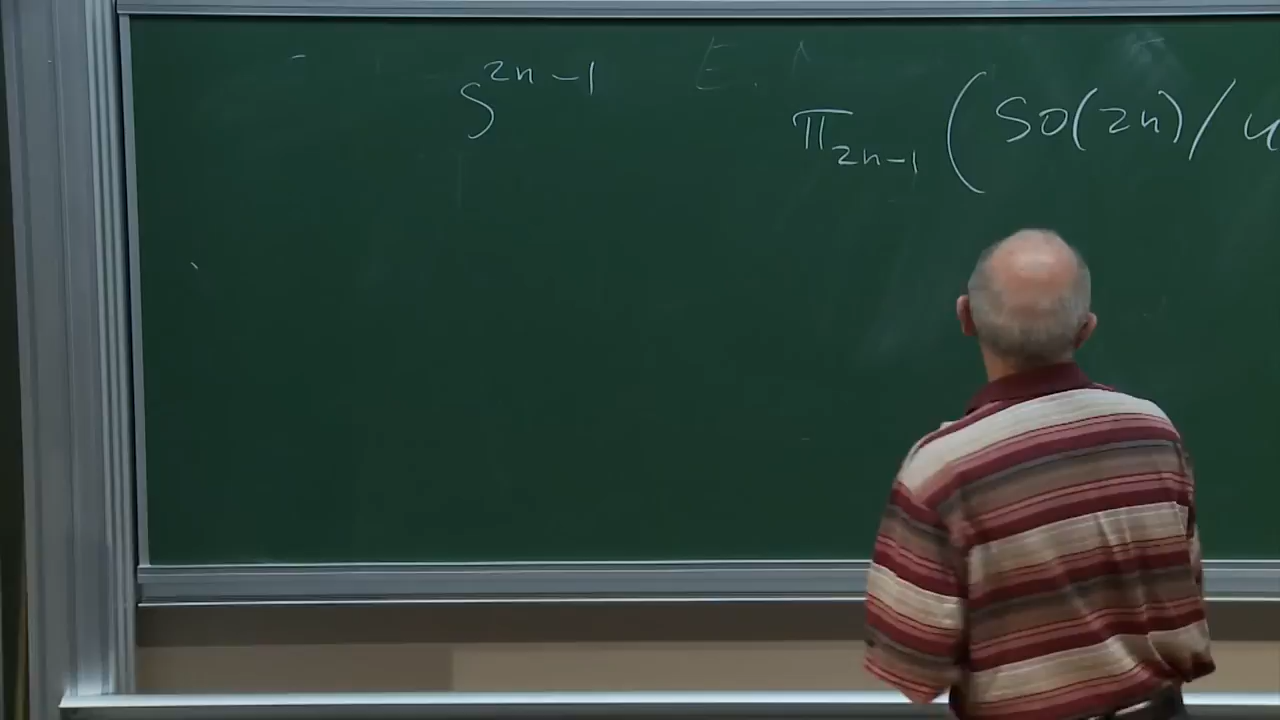 S^{2n-1}
π_{2n-1} ( SO(2n) / u